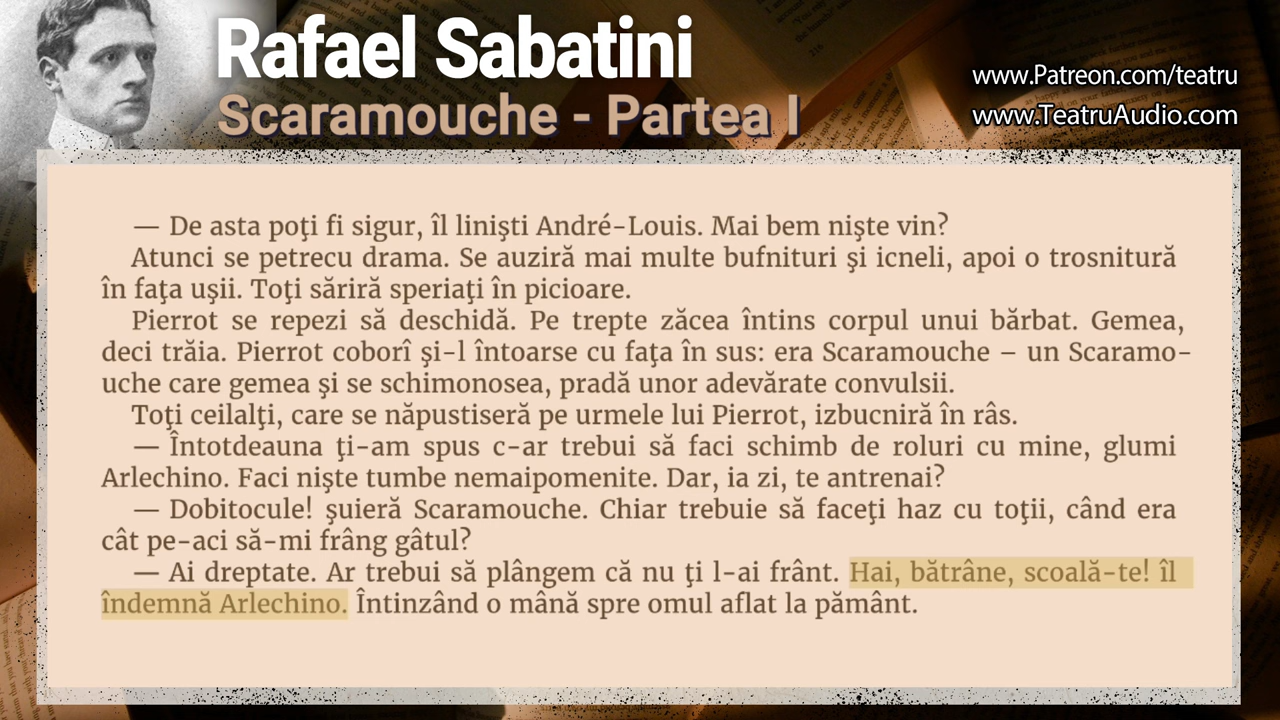 Rafael Sabatini
Scaramouche - Partea I
www.Patreon.com/teatru
www.TeatruAudio.com
— De asta poţi fi sigur, îl linişti André-Louis. Mai bem nişte vin?
Atunci se petrecu drama. Se auziră mai multe bufnituri şi icneli, apoi o trosnitură
în faţa uşii. Toţi săriră speriaţi în picioare.
Pierrot se repezi să deschidă. Pe trepte zăcea întins corpul unui bărbat. Gemea,
deci trăia. Pierrot coborî şi-l întoarse cu faţa în sus: era Scaramouche – un Scaramo-
uche care gemea şi se schimonosea, pradă unor adevărate convulsii.
Toţi ceilalţi, care se năpustiseră pe urmele lui Pierrot, izbucniră în râs.
— Întotdeauna ţi-am spus c-ar trebui să faci schimb de roluri cu mine, glumi
Arlechino. Faci nişte tumbe nemaipomenite. Dar, ia zi, te antrenai?
— Dobitocule! şuieră Scaramouche. Chiar trebuie să faceţi haz cu toţii, când era
cât pe-aci să-mi frâng gâtul?
— Ai dreptate. Ar trebui să plângem că nu ţi l-ai frânt. Hai, bătrâne, scoală-te! îl
îndemnă Arlechino. Întinzând o mână spre omul aflat la pământ.